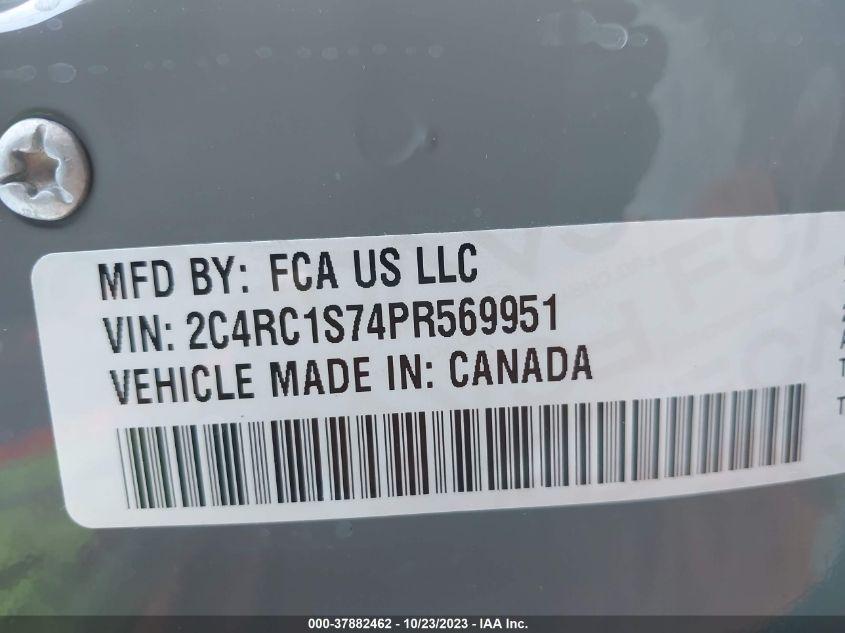 MFD BY: FCA US LLC
VIN: 2C4RC1S74PR569951
VEHICLE MADE IN: CANADA
000-37882462 - 10/23/2023 - IAA Inc.